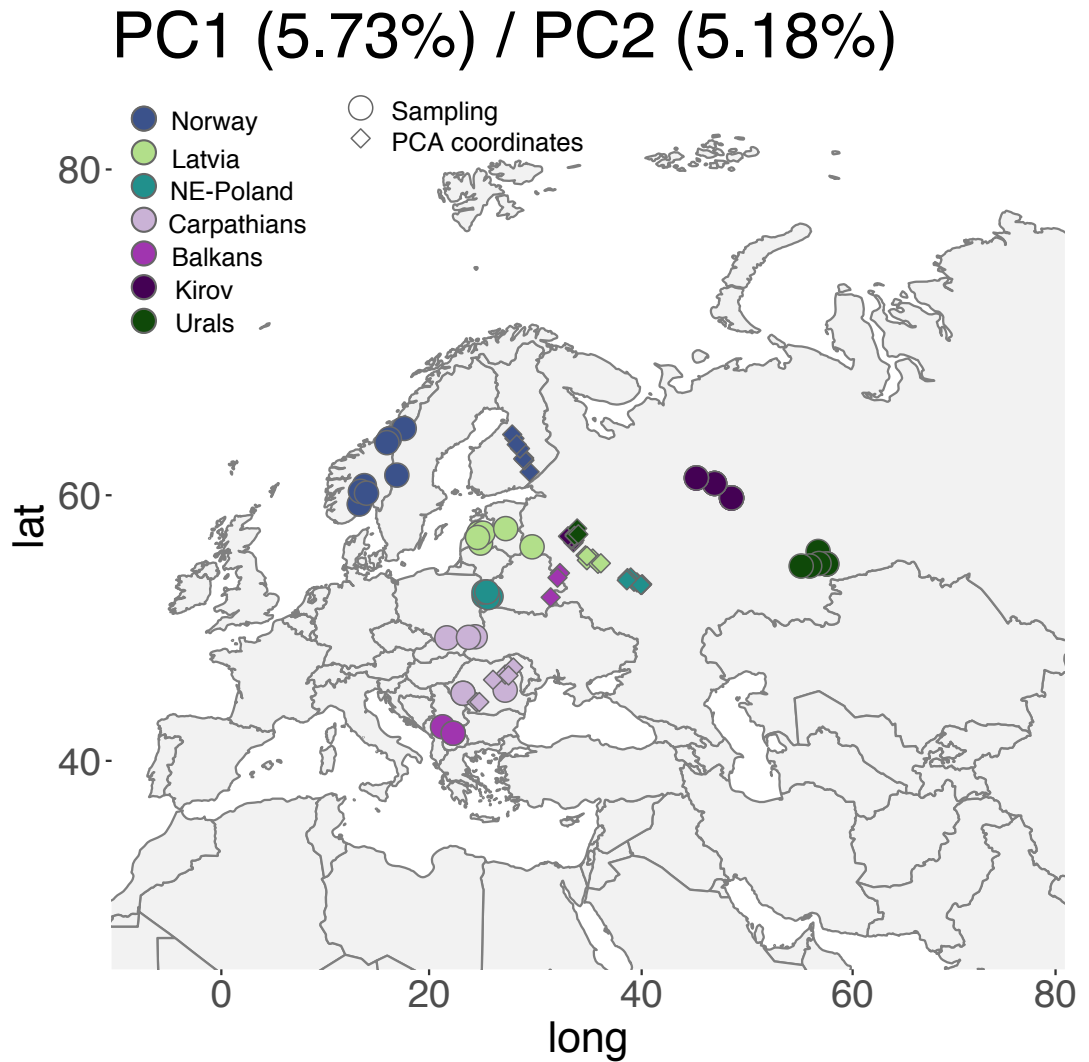 PC1 (5.73%) / PC2 (5.18%)
Norway
Latvia
NE-Poland
Carpathians
Balkans
Kirov
Urals
Sampling
PCA coordinates
80
60
40
lat
0
20
40
60
80
long